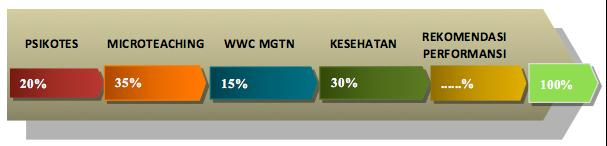 PSIKOTES
MICROTEACHING
WWC MGTN
KESEHATAN
REKOMENDASI
PERFORMANSI
20%
35%
15%
30%
......%
100%